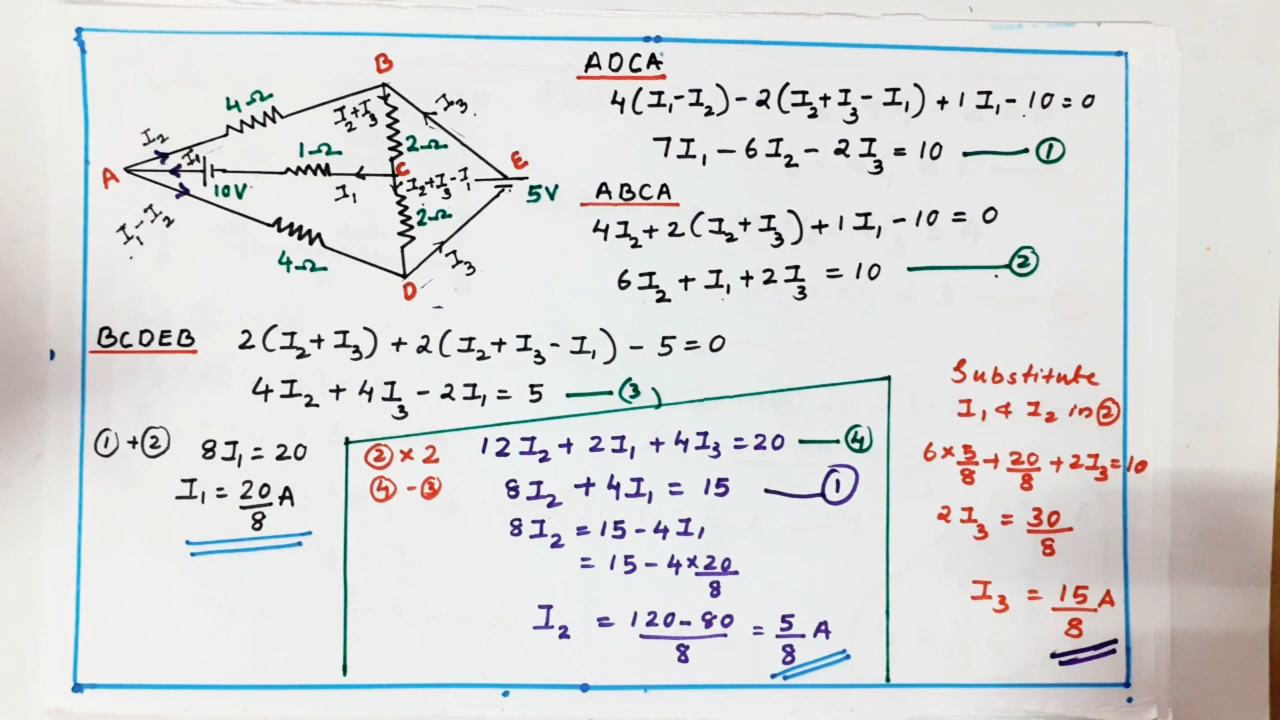 B
4Ω
I₂
I₂+I₃
I₃
2Ω
1Ω
I₁
A
10V
C
I₁
I₂+I₃-I₁
E
5V
2Ω
I₁-I₂
4Ω
I₃
D
ADCA
4(I₁-I₂) - 2(I₂+I₃-I₁) + 1I₁ - 10 = 0
7I₁ - 6I₂ - 2I₃ = 10 — ①
ABCA
4I₂ + 2(I₂+I₃) + 1I₁ - 10 = 0
6I₂ + I₁ + 2I₃ = 10 — ②
BCDEB 2(I₂+I₃) + 2(I₂+I₃-I₁) - 5 = 0
4I₂ + 4I₃ - 2I₁ = 5 — ③
①+② 8I₁ = 20
I₁ = 20/8 A
②×2 12I₂ + 2I₁ + 4I₃ = 20 — ④
④-③ 8I₂ + 4I₁ = 15 — ①
8I₂ = 15 - 4I₁
= 15 - 4×20/8
I₂ = 120-80/8 = 5/8 A
Substitute
I₁ & I₂ in ②
6×5/8 + 20/8 + 2I₃ = 10
2I₃ = 30/8
I₃ = 15/8 A